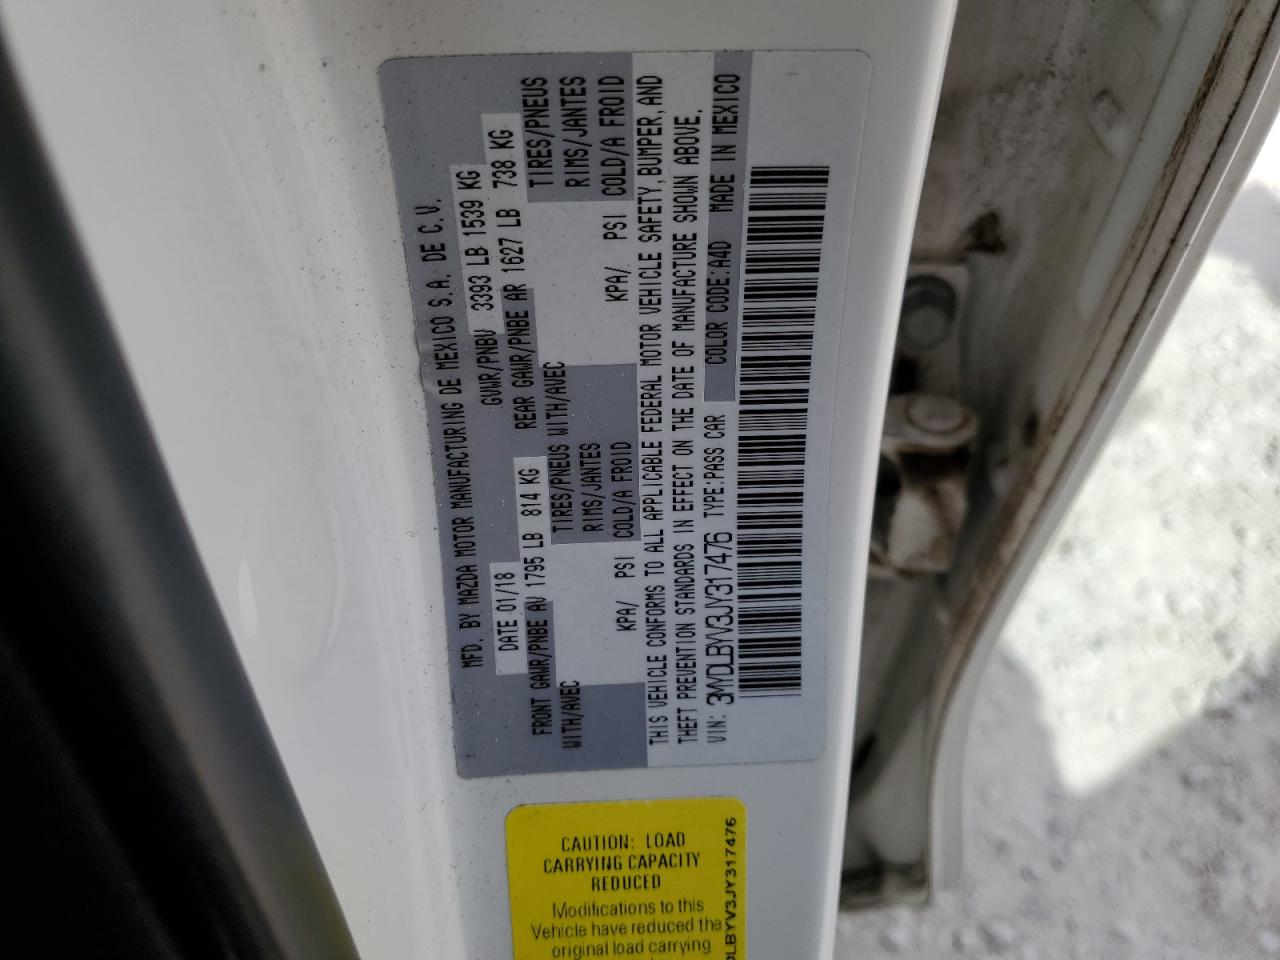 MFD. BY MAZDA MOTOR MANUFACTURING DE MEXICO S.A. DE C.V.
DATE 01/18 GVWR/PNBV 3393 LB 1539 KG
FRONT GAWR/PNBE AV 1795 LB 814 KG REAR GAWR/PNBE AR 1627 LB 738 KG
WITH/AVEC TIRES/PNEUS WITH/AVEC TIRES/PNEUS
RIMS/JANTES RIMS/JANTES
KPA/ PSI COLD/A FROID KPA/ PSI COLD/A FROID
THIS VEHICLE CONFORMS TO ALL APPLICABLE FEDERAL MOTOR VEHICLE SAFETY, BUMPER, AND
THEFT PREVENTION STANDARDS IN EFFECT ON THE DATE OF MANUFACTURE SHOWN ABOVE.
VIN: 3MYDLBYV3JY317476 TYPE:PASS CAR COLOR CODE:A4D MADE IN MEXICO
CAUTION: LOAD
CARRYING CAPACITY
REDUCED
Modifications to this
Vehicle have reduced the
original load carrying
DLBYV3JY317476